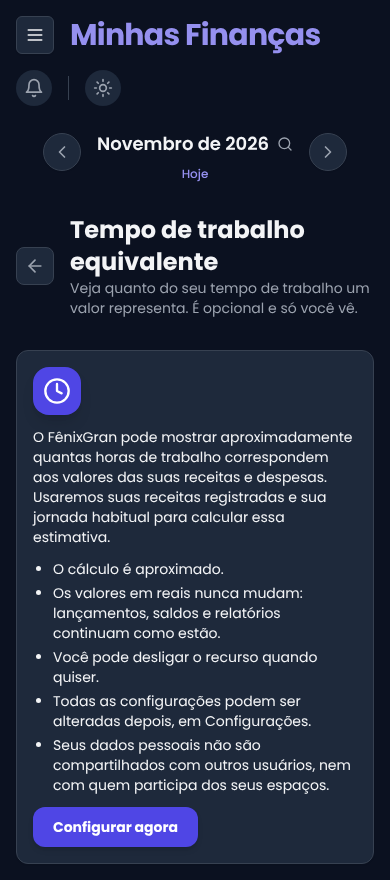 Minhas Finanças
Novembro de 2026
Hoje
Tempo de trabalho
equivalente
Veja quanto do seu tempo de trabalho um
valor representa. É opcional e só você vê.
O FênixGran pode mostrar aproximadamente
quantas horas de trabalho correspondem
aos valores das suas receitas e despesas.
Usaremos suas receitas registradas e sua
jornada habitual para calcular essa
estimativa.
• O cálculo é aproximado.
• Os valores em reais nunca mudam:
lançamentos, saldos e relatórios
continuam como estão.
• Você pode desligar o recurso quando
quiser.
• Todas as configurações podem ser
alteradas depois, em Configurações.
• Seus dados pessoais não são
compartilhados com outros usuários, nem
com quem participa dos seus espaços.
Configurar agora